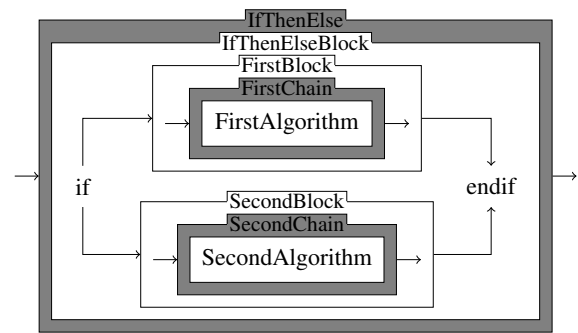 IfThenElse
IfThenElseBlock
FirstBlock
FirstChain
FirstAlgorithm
if
endif
SecondBlock
SecondChain
SecondAlgorithm